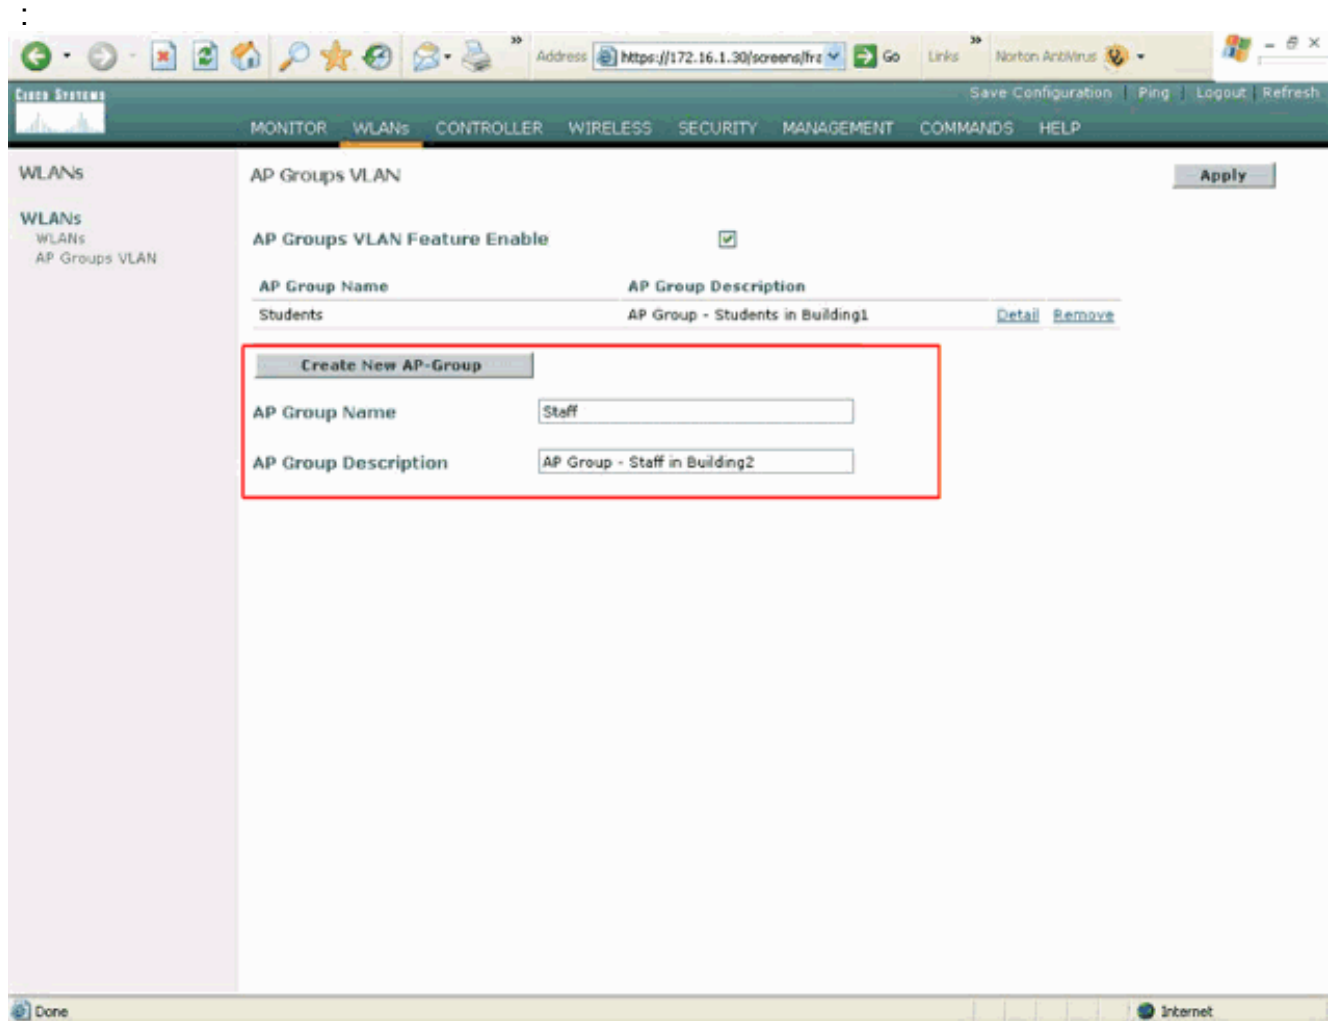 :
» Address https://172.16.1.30/screens/fra Go Links » Norton AntiVirus
CISCO SYSTEMS
Save Configuration | Ping | Logout | Refresh
MONITOR WLANs CONTROLLER WIRELESS SECURITY MANAGEMENT COMMANDS HELP
WLANs
WLANs
WLANs
AP Groups VLAN
AP Groups VLAN
Apply
AP Groups VLAN Feature Enable
AP Group Name AP Group Description
Students AP Group - Students in Building1 Detail Remove
Create New AP-Group
AP Group Name Staff
AP Group Description AP Group - Staff in Building2
Done Internet